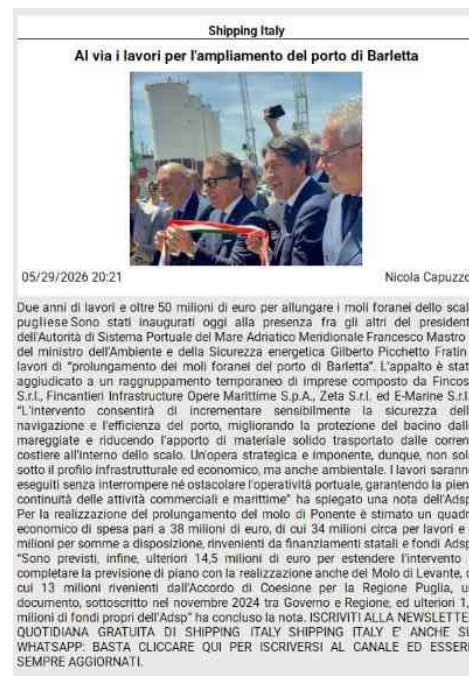 Shipping Italy
Al via i lavori per l'ampliamento del porto di Barletta
05/29/2026 20:21
Nicola Capuzzo
Due anni di lavori e oltre 50 milioni di euro per allungare i moli foranei dello scal
pugliese Sono stati inaugurati oggi alla presenza fra gli altri del president
dell'Autorità di Sistema Portuale del Mare Adriatico Meridionale Francesco Mastro
del ministro dell'Ambiente e della Sicurezza energetica Gilberto Picchetto Fratin
lavori di "prolungamento dei moli foranei del porto di Barletta". L'appalto è stat
aggiudicato a un raggruppamento temporaneo di imprese composto da Fincos
S.r.l., Fincantieri Infrastructure Opere Marittime S.p.A., Zeta S.r.l. ed E-Marine S.r.l.
"L'intervento consentirà di incrementare sensibilmente la sicurezza dell
navigazione e l'efficienza del porto, migliorando la protezione del bacino dall
mareggiate e riducendo l'apporto di materiale solido trasportato dalle corren
costiere all'interno dello scalo. Un'opera strategica e imponente, dunque, non sol
sotto il profilo infrastrutturale ed economico, ma anche ambientale. I lavori sarann
eseguiti senza interrompere né ostacolare l'operatività portuale, garantendo la pien
continuità delle attività commerciali e marittime" ha spiegato una nota dell'Adsp
Per la realizzazione del prolungamento del molo di Ponente è stimato un quadr
economico di spesa pari a 38 milioni di euro, di cui 34 milioni circa per lavori e
milioni per somme a disposizione, rinvenienti da finanziamenti statali e fondi Adsp
"Sono previsti, infine, ulteriori 14,5 milioni di euro per estendere l'intervento
completare la previsione di piano con la realizzazione anche del Molo di Levante, d
cui 13 milioni rivenienti dall'Accordo di Coesione per la Regione Puglia, u
documento, sottoscritto nel novembre 2024 tra Governo e Regione, ed ulteriori 1,
milioni di fondi propri dell'Adsp" ha concluso la nota. ISCRIVITI ALLA NEWSLETTE
QUOTIDIANA GRATUITA DI SHIPPING ITALY SHIPPING ITALY E' ANCHE SU
WHATSAPP: BASTA CLICCARE QUI PER ISCRIVERSI AL CANALE ED ESSER
SEMPRE AGGIORNATI.